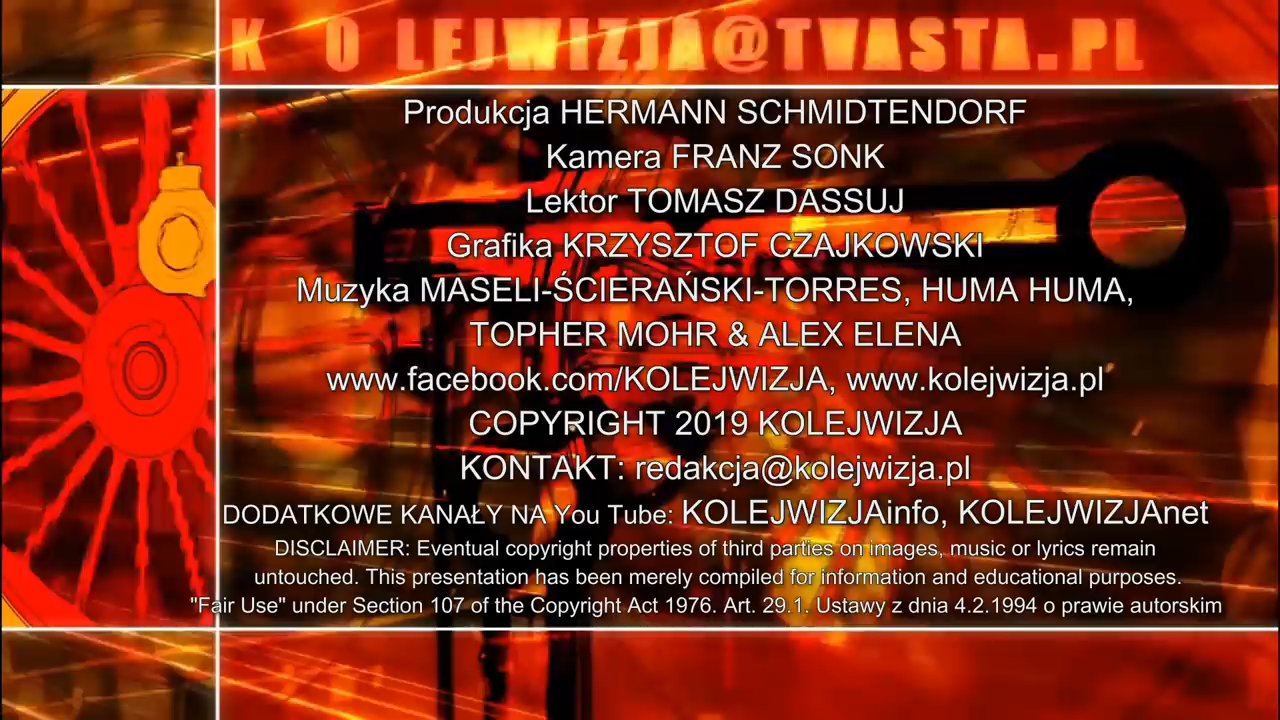 K O LEJWIZJA@TVASTA.PL
Produkcja HERMANN SCHMIDTENDORF
Kamera FRANZ SONK
Lektor TOMASZ DASSUJ
Grafika KRZYSZTOF CZAJKOWSKI
Muzyka MASELI-ŚCIERAŃSKI-TORRES, HUMA HUMA,
TOPHER MOHR & ALEX ELENA
www.facebook.com/KOLEJWIZJA, www.kolejwizja.pl
COPYRIGHT 2019 KOLEJWIZJA
KONTAKT: redakcja@kolejwizja.pl
DODATKOWE KANAŁY NA You Tube: KOLEJWIZJAinfo, KOLEJWIZJAnet
DISCLAIMER: Eventual copyright properties of third parties on images, music or lyrics remain
untouched. This presentation has been merely compiled for information and educational purposes.
"Fair Use" under Section 107 of the Copyright Act 1976. Art. 29.1. Ustawy z dnia 4.2.1994 o prawie autorskim